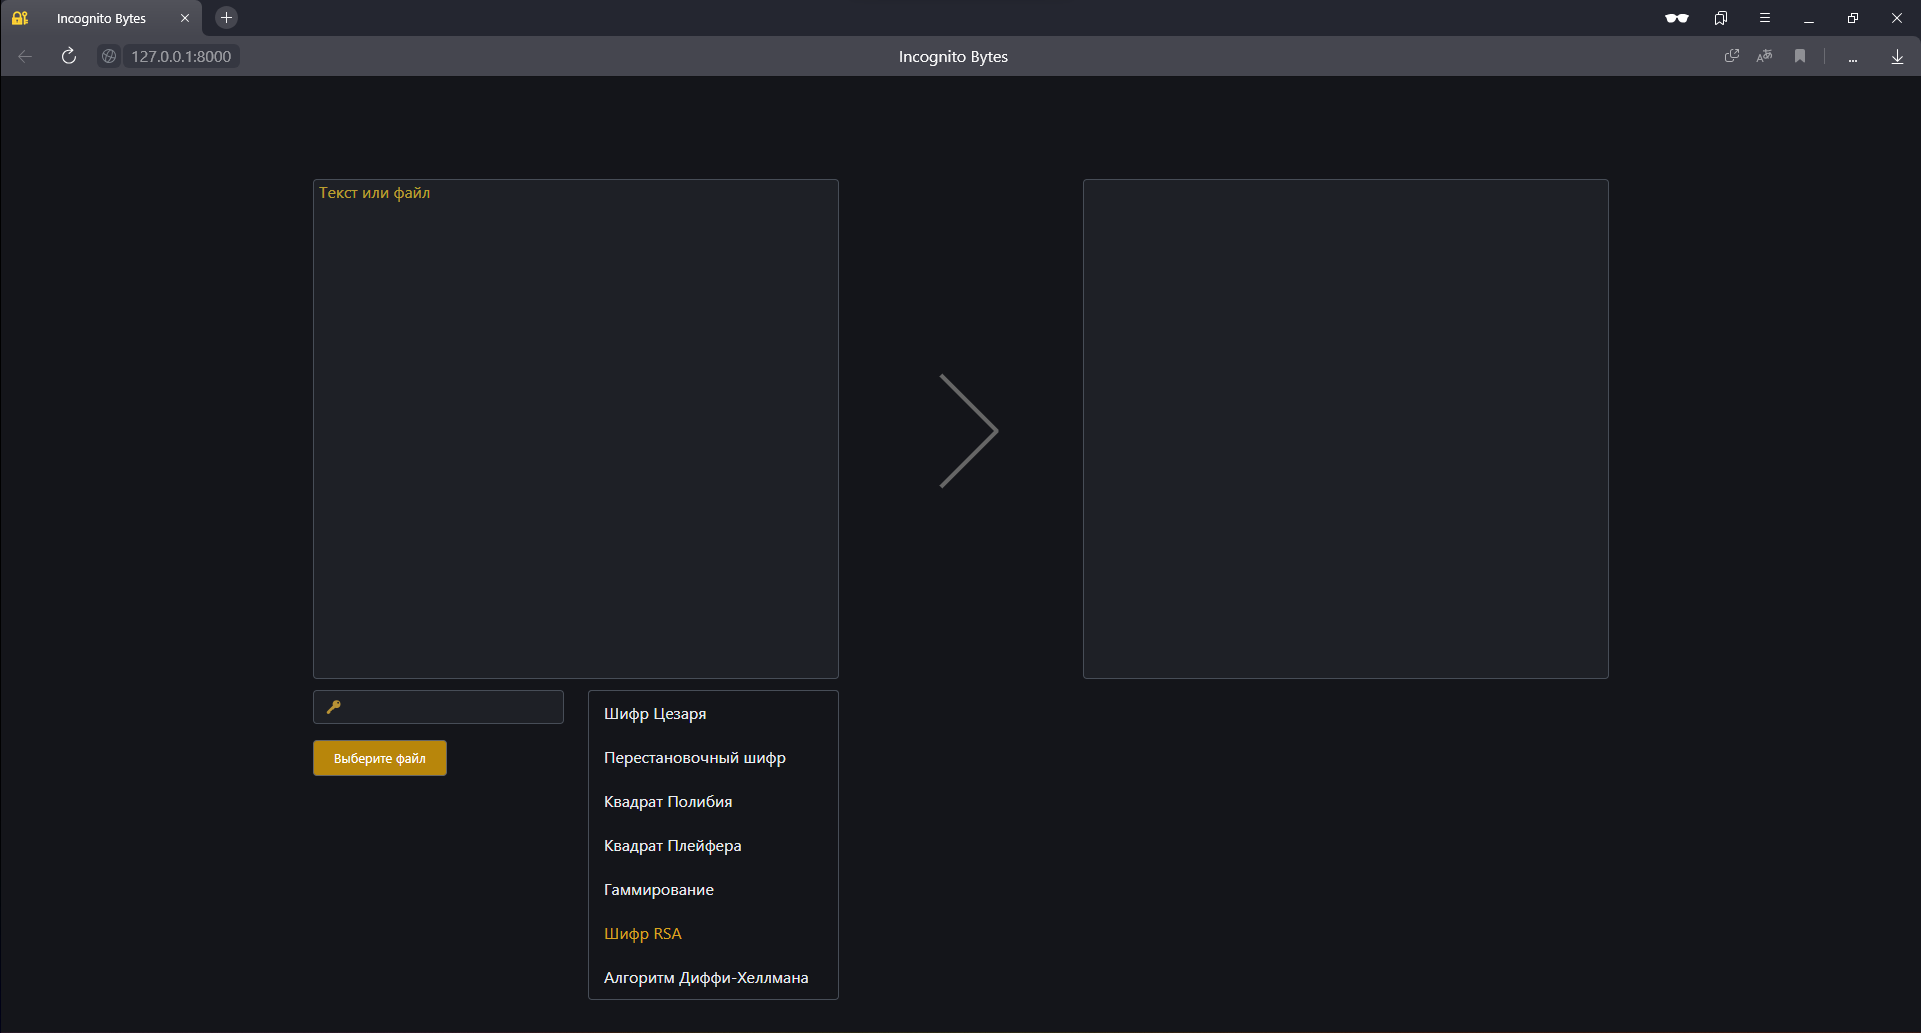 Incognito Bytes
127.0.0.1:8000
Incognito Bytes
Текст или файл
Выберите файл
Шифр Цезаря
Перестановочный шифр
Квадрат Полибия
Квадрат Плейфера
Гаммирование
Шифр RSA
Алгоритм Диффи-Хеллмана